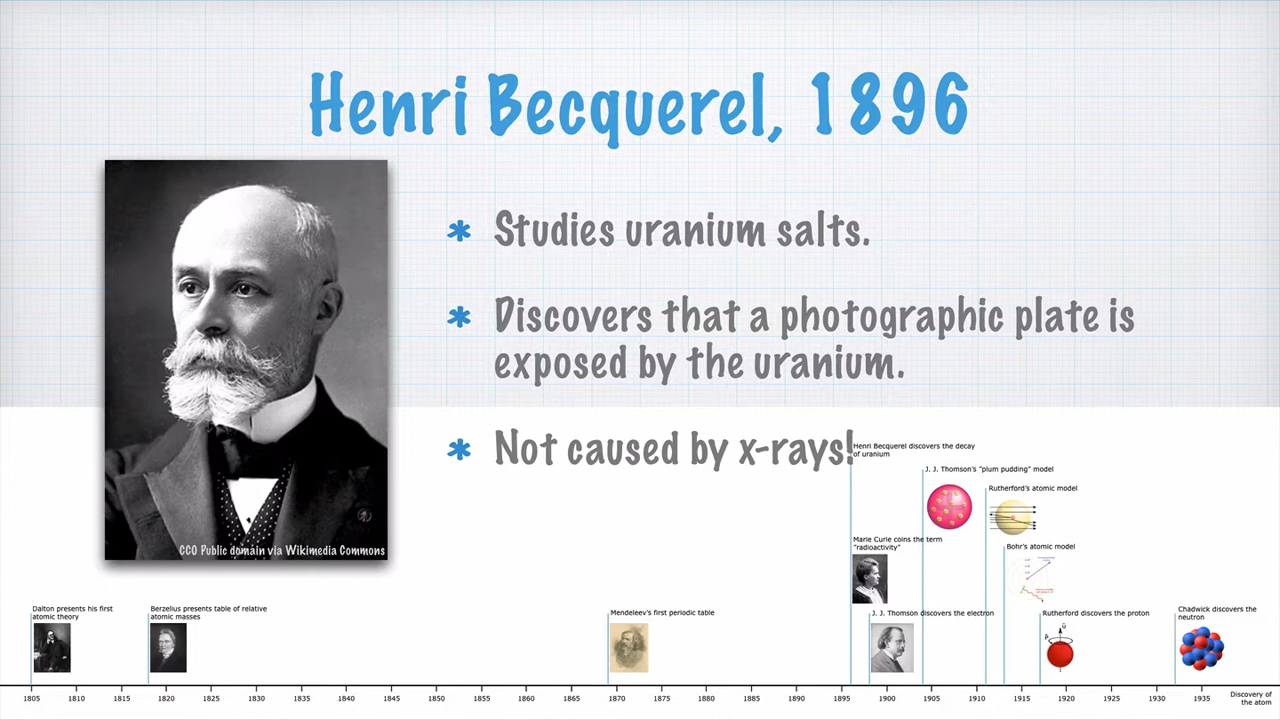 Henri Becquerel, 1896
* Studies uranium salts.
* Discovers that a photographic plate is
exposed by the uranium.
* Not caused by x-rays!
CC0 Public domain via Wikimedia Commons
Henri Becquerel discovers the decay
of uranium
J. J. Thomson's "plum pudding" model
Rutherford's atomic model
Marie Curie coins the term
"radioactivity"
Bohr's atomic model
Dalton presents his first
atomic theory
Berzelius presents table of relative
atomic masses
Mendeleev's first periodic table
J. J. Thomson discovers the electron
Rutherford discovers the proton
Chadwick discovers the
neutron
1805 1810 1815 1820 1825 1830 1835 1840 1845 1850 1855 1860 1865 1870 1875 1880 1885 1890 1895 1900 1905 1910 1915 1920 1925 1930 1935
Discovery of
the atom